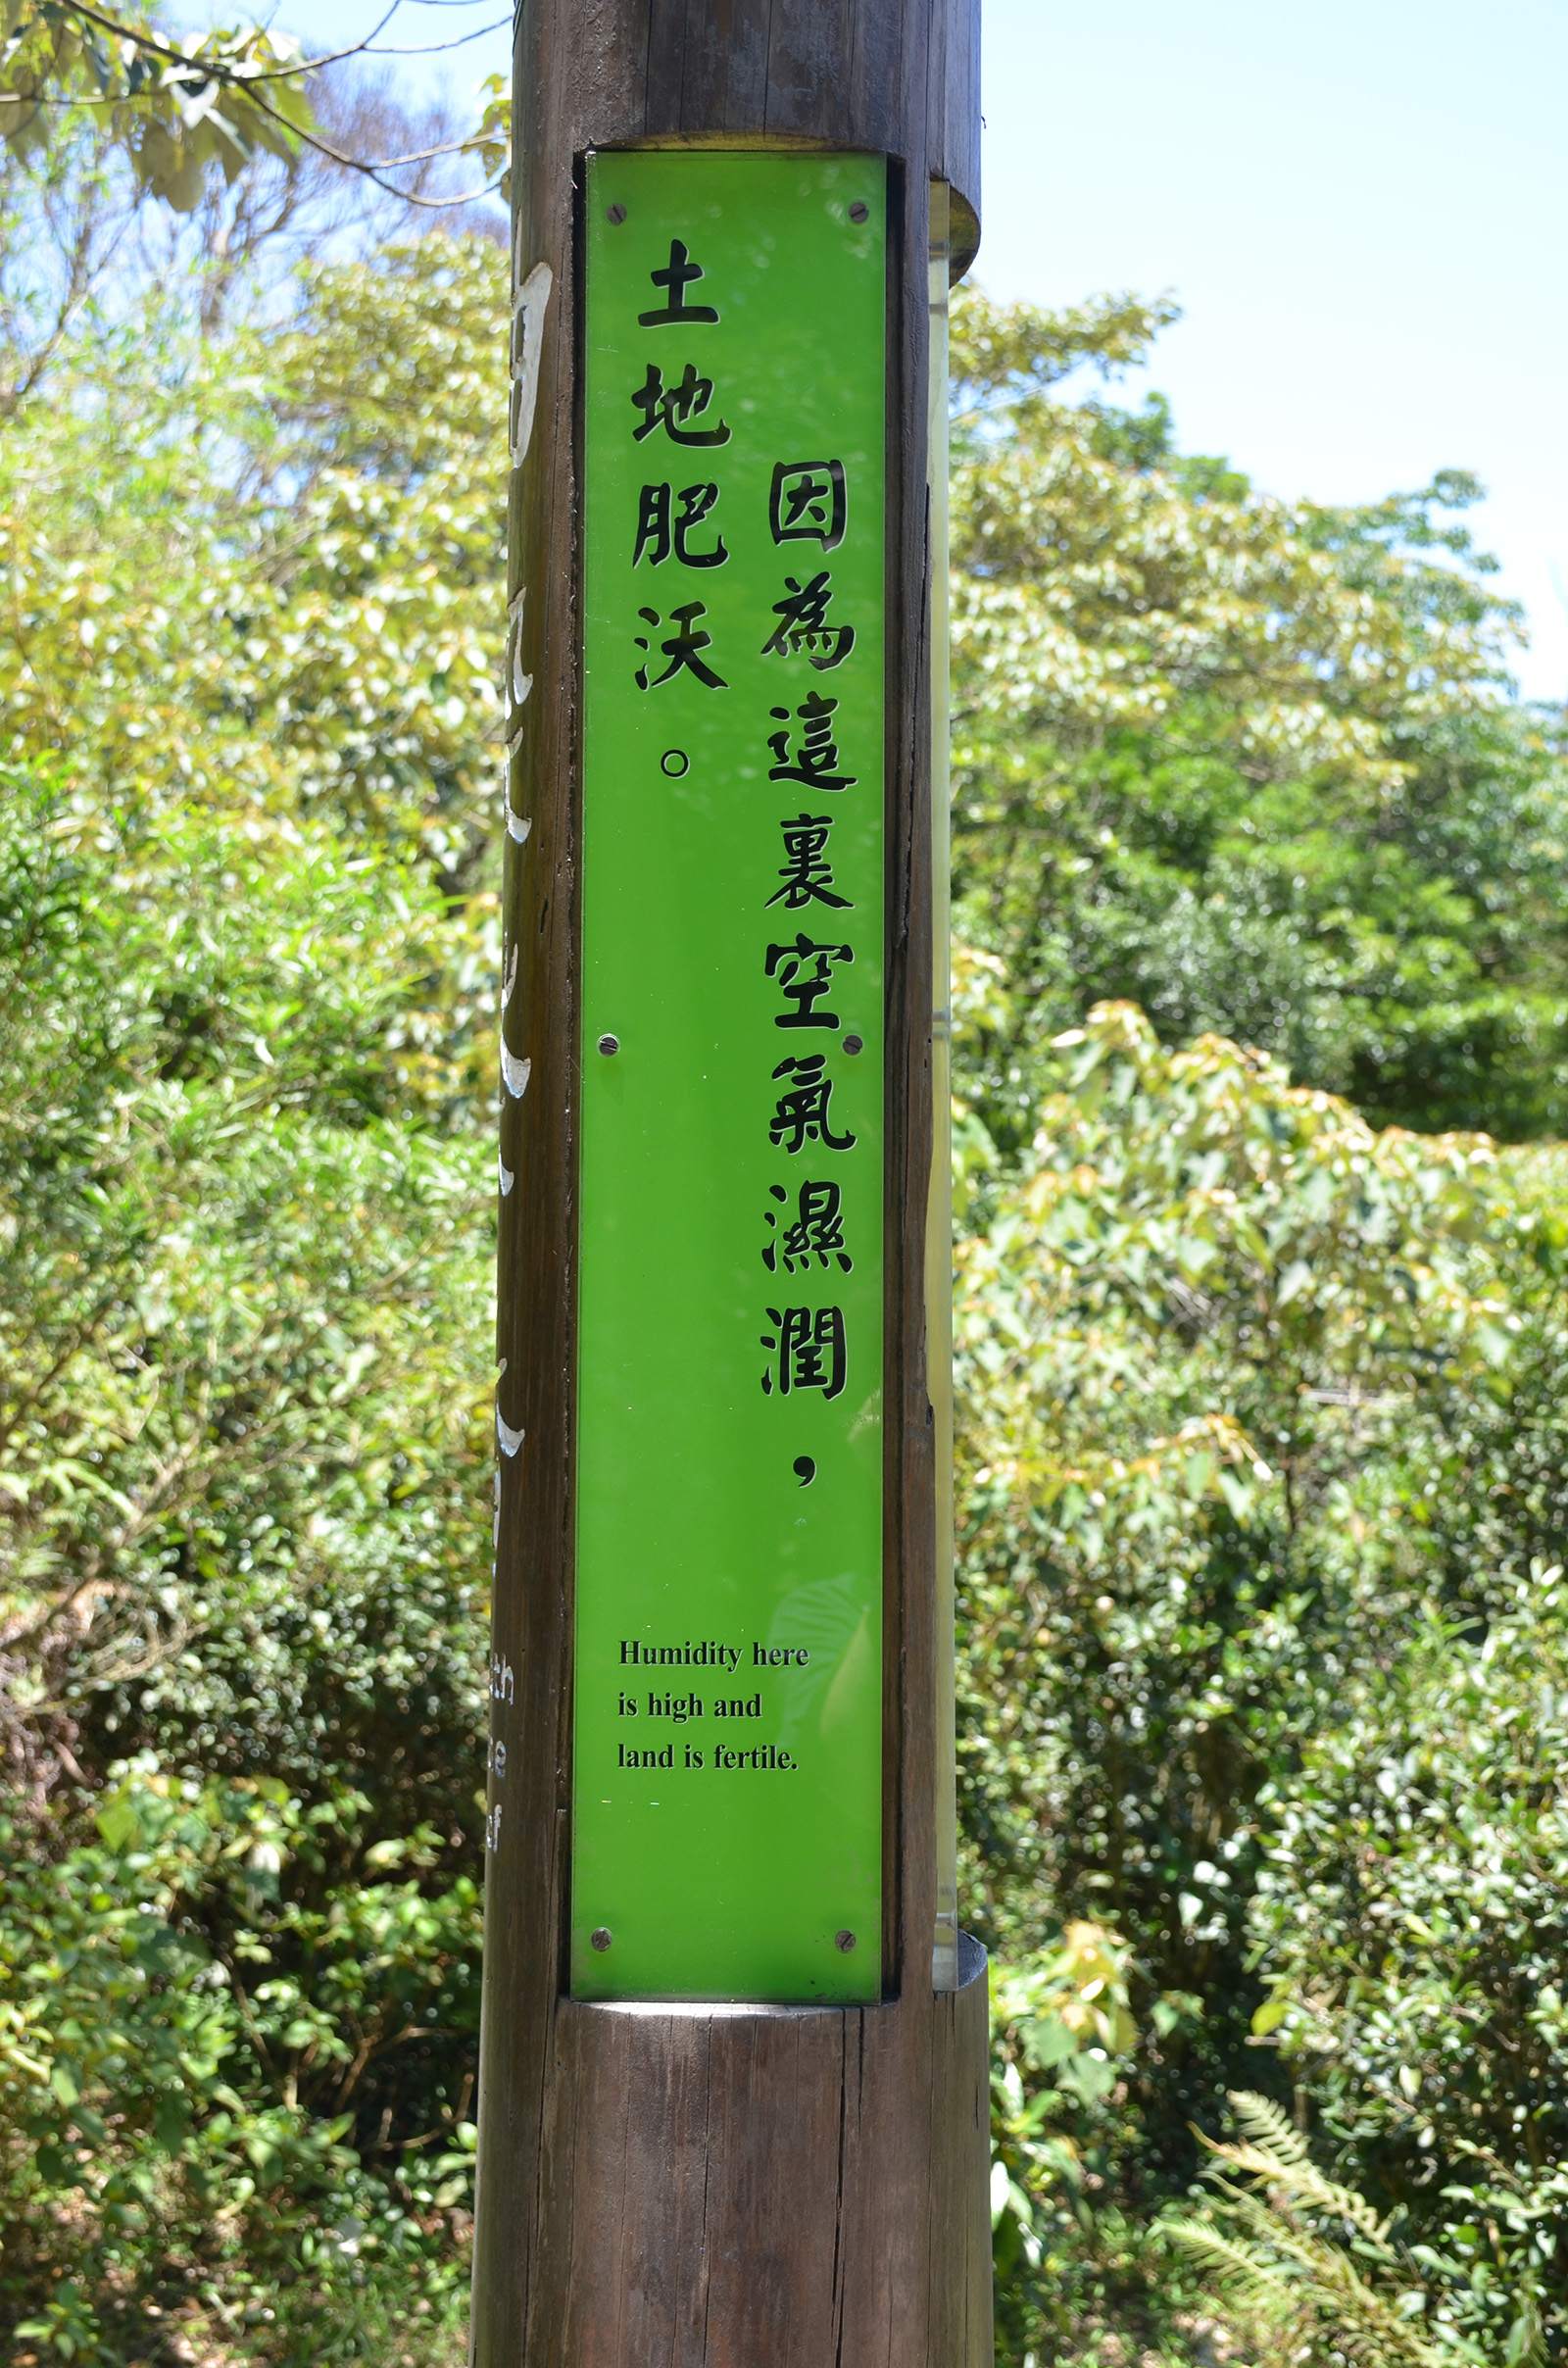 因為這裏空氣濕潤，
土地肥沃。
Humidity here
is high and
land is fertile.